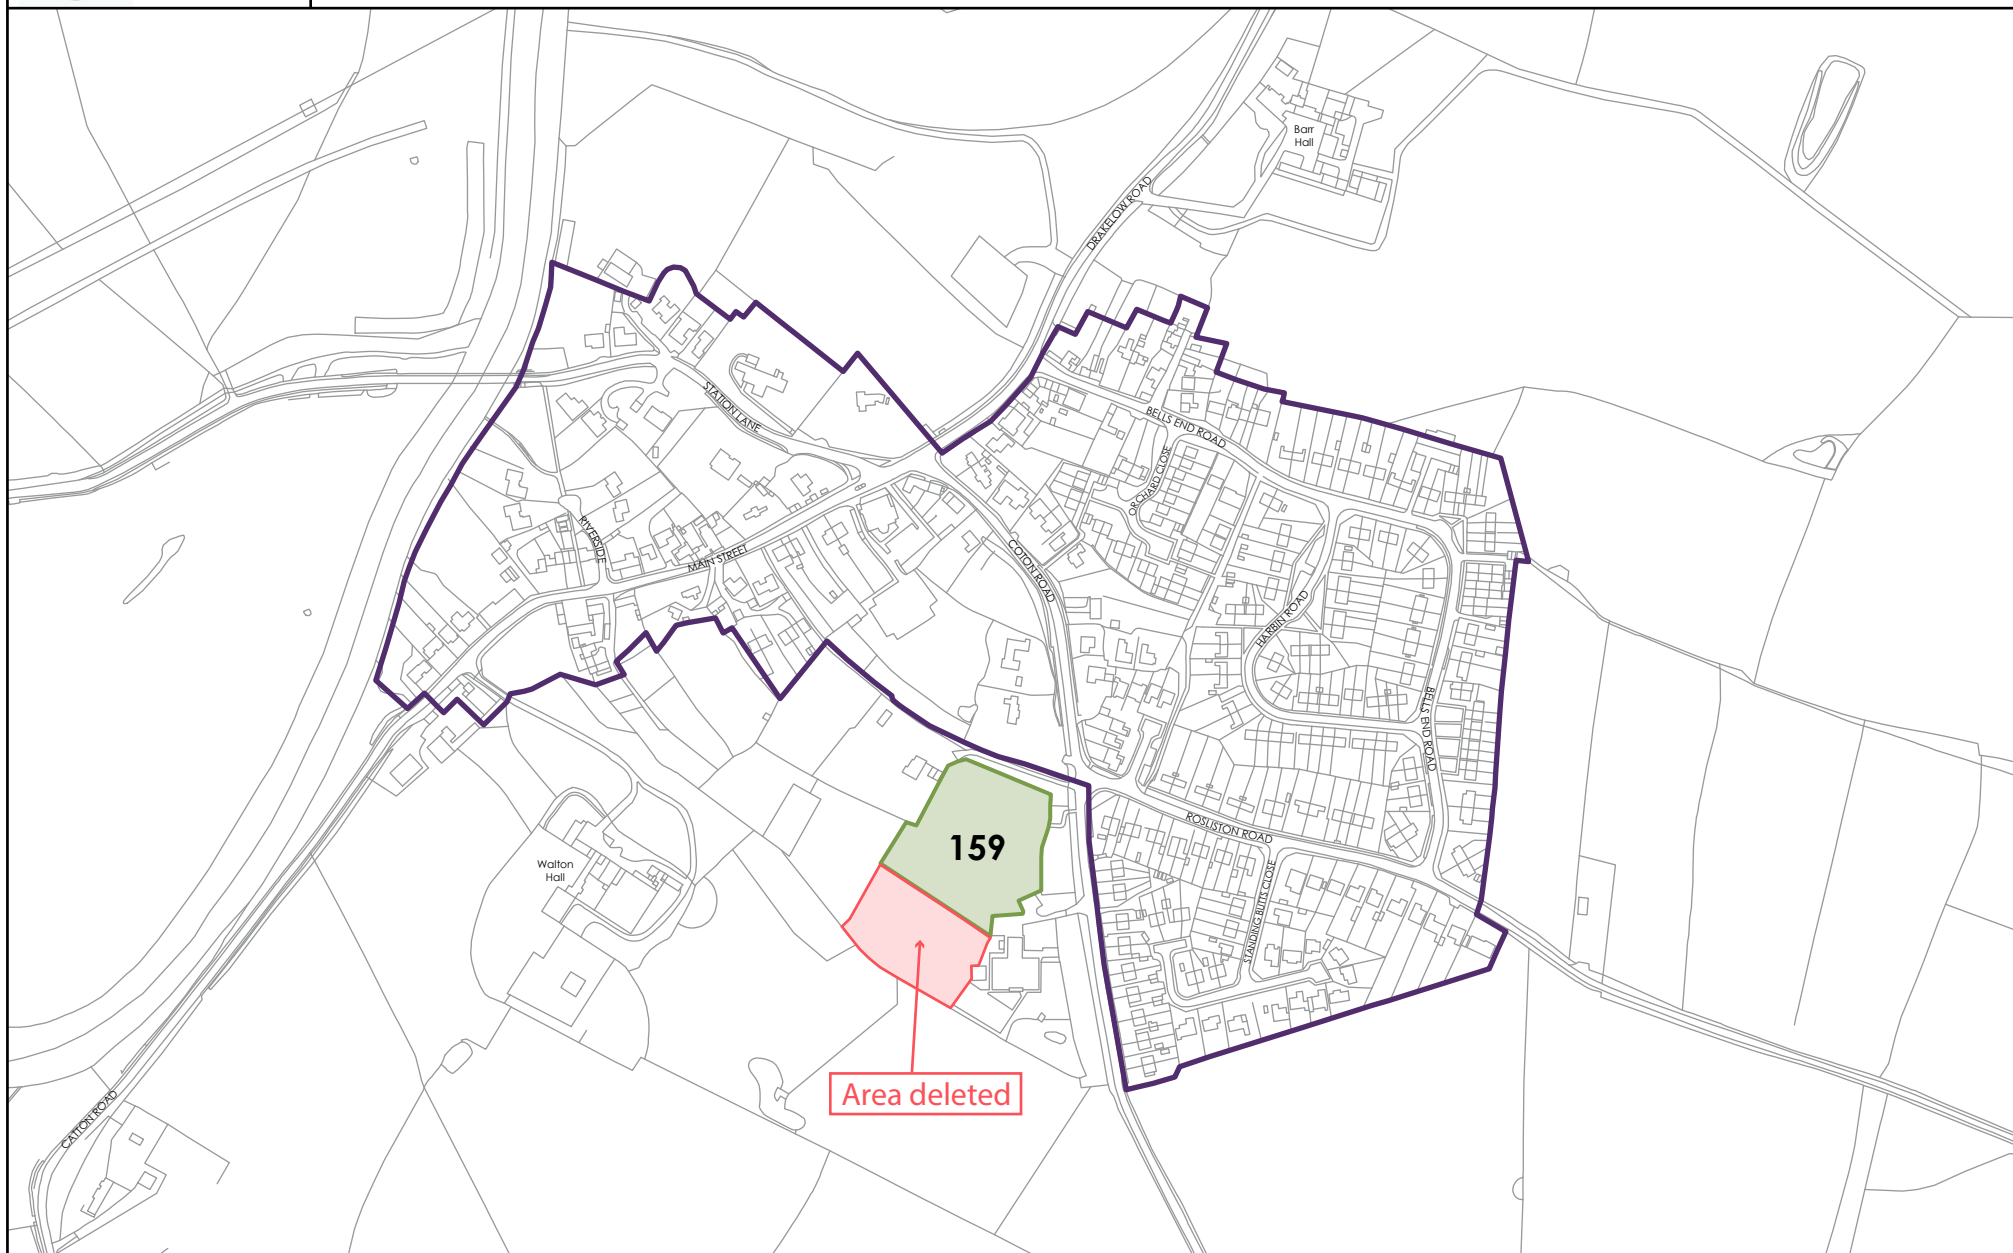 Barr
Hall
DRAKELOW ROAD
STATION LANE
BELLS END ROAD
ORCHARD CLOSE
RIVERSIDE
MAIN STREET
COTON ROAD
HARBIN ROAD
BELLS END ROAD
ROSLISTON ROAD
159
Walton
Hall
STANDING BUTTS CLOSE
Area deleted
CATTON ROAD